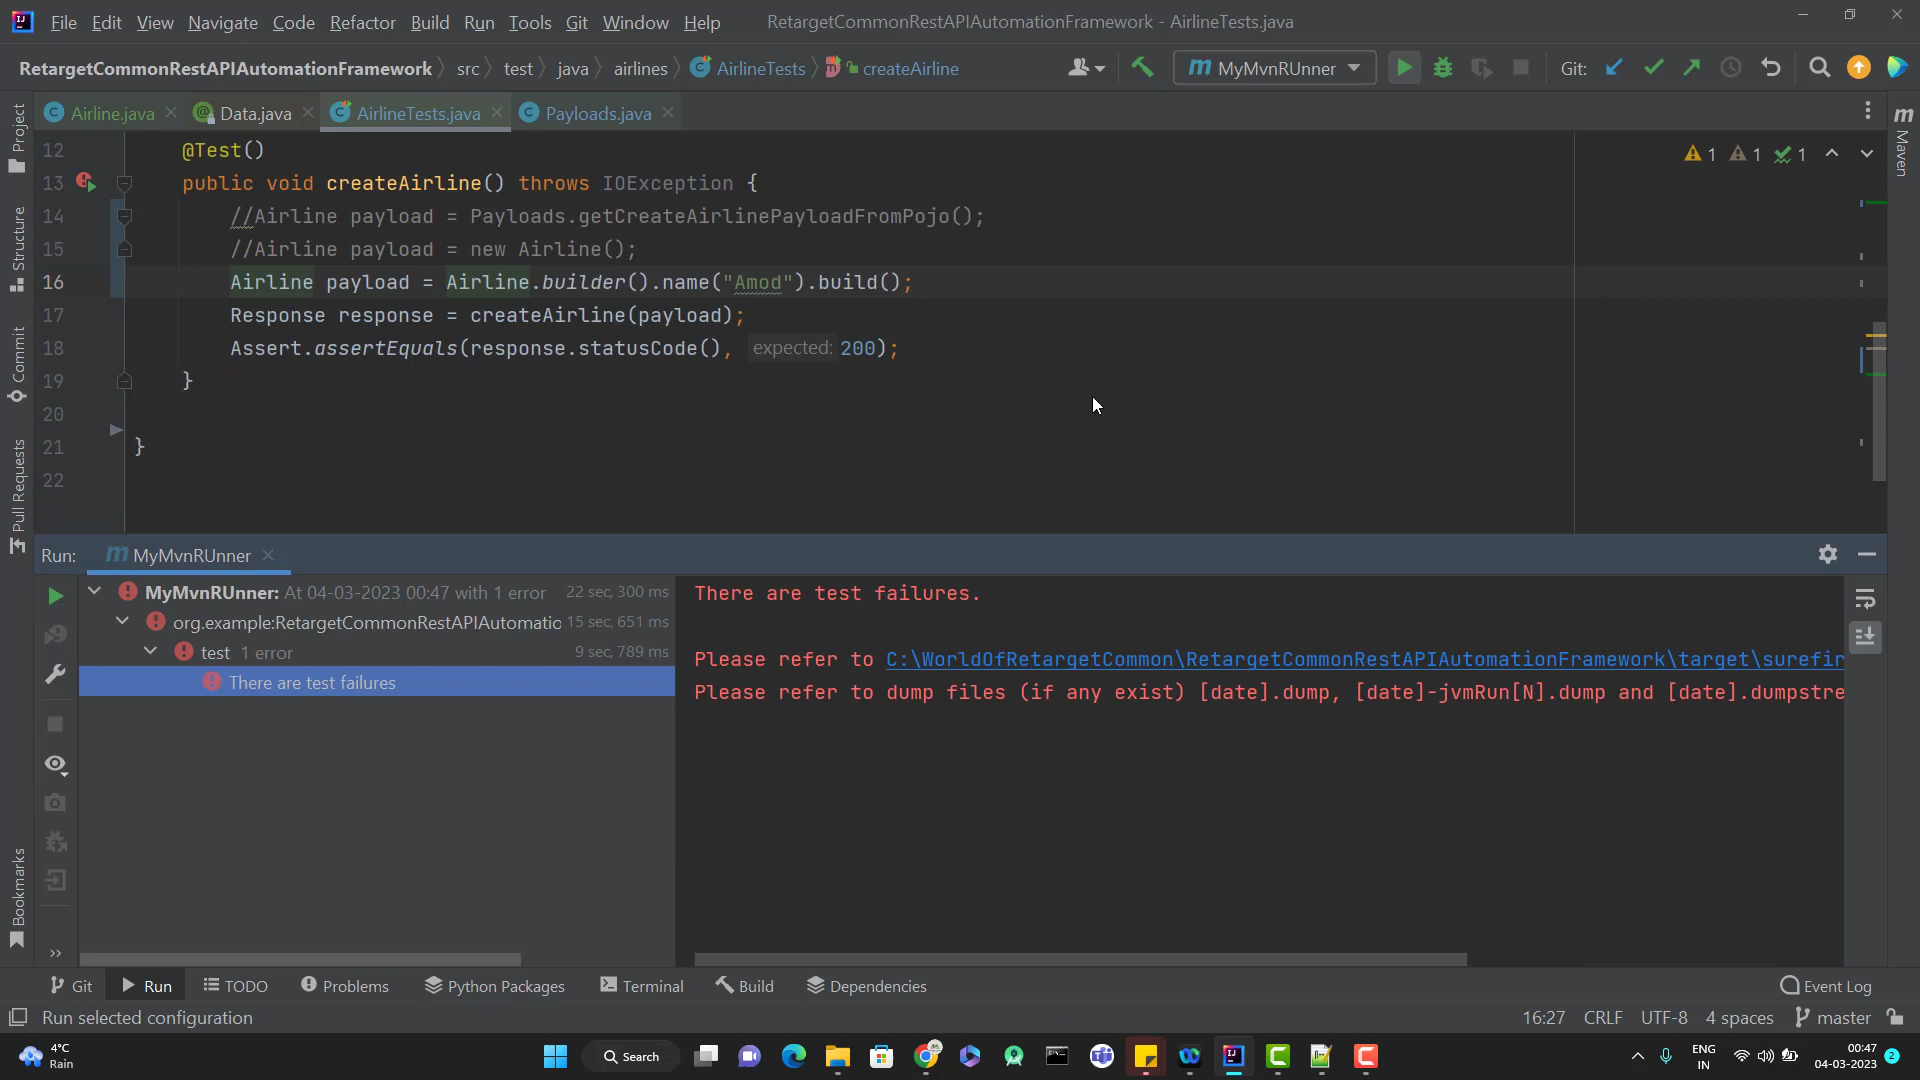 File Edit View Navigate Code Refactor Build Run Tools Git Window Help RetargetCommonRestAPIAutomationFramework - AirlineTests.java
RetargetCommonRestAPIAutomationFramework src test java airlines AirlineTests createAirline MyMvnRUnner Git:
Airline.java Data.java AirlineTests.java Payloads.java
12 @Test()
13 public void createAirline() throws IOException {
14 //Airline payload = Payloads.getCreateAirlinePayloadFromPojo();
15 //Airline payload = new Airline();
16 Airline payload = Airline.builder().name("Amod").build();
17 Response response = createAirline(payload);
18 Assert.assertEquals(response.statusCode(), expected: 200);
19 }
20
21 }
22
1 1 1
Project
Structure
Commit
Pull Requests
Bookmarks
Maven
Run: MyMvnRUnner
MyMvnRUnner: At 04-03-2023 00:47 with 1 error 22 sec, 300 ms
org.example:RetargetCommonRestAPIAutomatio 15 sec, 651 ms
test 1 error 9 sec, 789 ms
There are test failures
There are test failures.
Please refer to C:\WorldOfRetargetCommon\RetargetCommonRestAPIAutomationFramework\target\surefir
Please refer to dump files (if any exist) [date].dump, [date]-jvmRun[N].dump and [date].dumpstre
Git Run TODO Problems Python Packages Terminal Build Dependencies Event Log
Run selected configuration 16:27 CRLF UTF-8 4 spaces master
4°C
Rain
Search
ENG
IN
00:47
04-03-2023
2